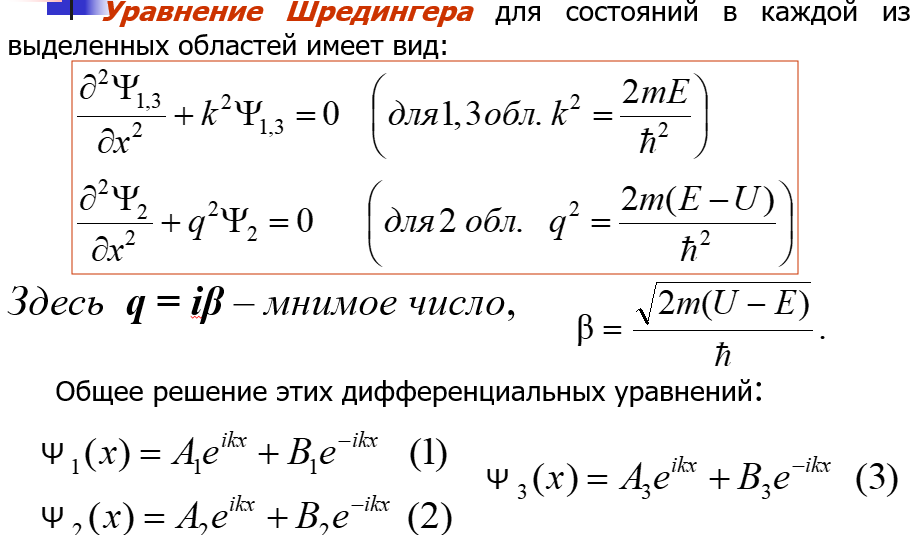 Уравнение Шредингера для состояний в каждой из
выделенных областей имеет вид:
∂²Ψ₁,₃/∂x² + k²Ψ₁,₃ = 0 (для 1,3 обл. k² = 2mE/ħ²)
∂²Ψ₂/∂x² + q²Ψ₂ = 0 (для 2 обл. q² = 2m(E − U)/ħ²)
Здесь q = iβ – мнимое число, β = √(2m(U − E))/ħ.
Общее решение этих дифференциальных уравнений:
Ψ₁(x) = A₁e^{ikx} + B₁e^{−ikx} (1)
Ψ₃(x) = A₃e^{ikx} + B₃e^{−ikx} (3)
Ψ₂(x) = A₂e^{ikx} + B₂e^{−ikx} (2)